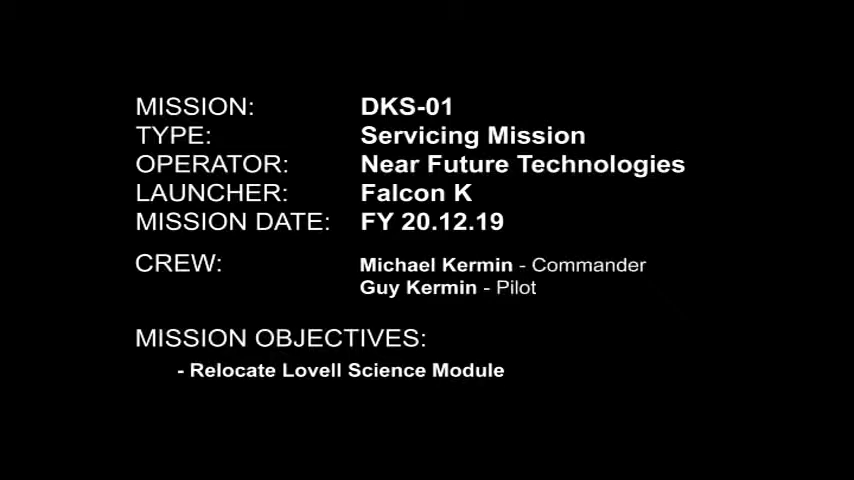 MISSION: DKS-01
TYPE: Servicing Mission
OPERATOR: Near Future Technologies
LAUNCHER: Falcon K
MISSION DATE: FY 20.12.19
CREW: Michael Kermin - Commander
Guy Kermin - Pilot
MISSION OBJECTIVES:
- Relocate Lovell Science Module